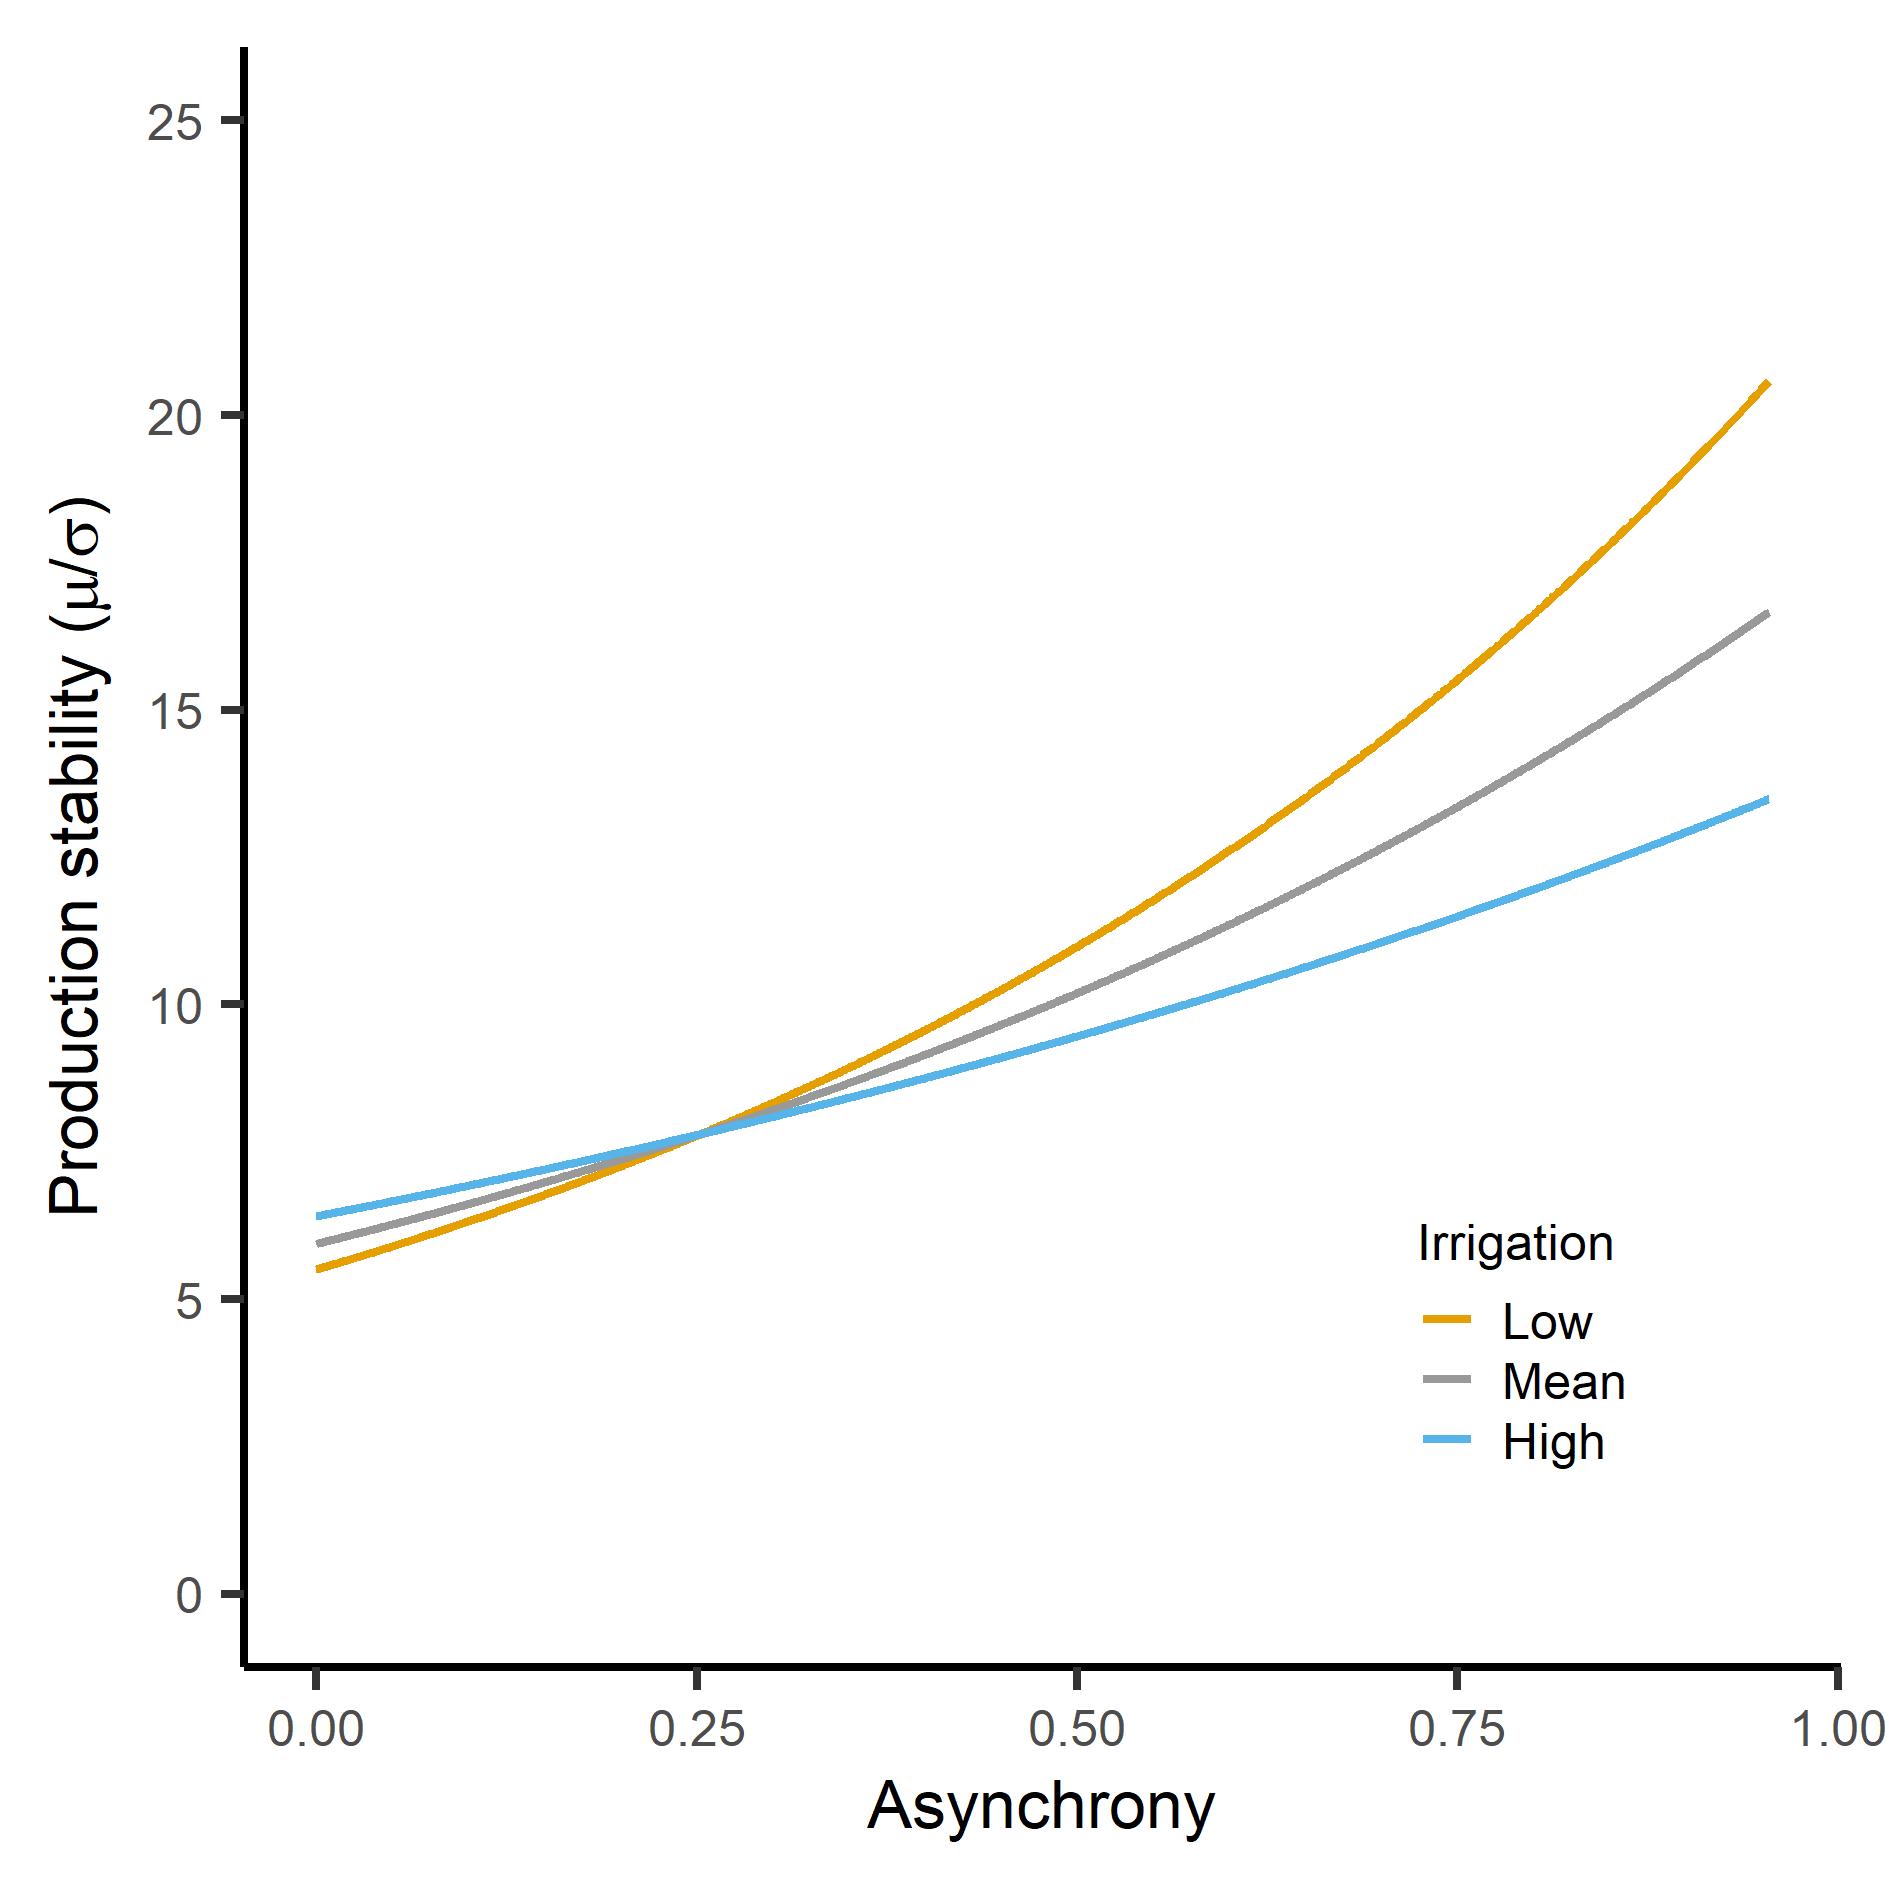 25
20
15
10
5
0
Production stability (μ/σ)
Irrigation
Low
Mean
High
0.00 0.25 0.50 0.75 1.00
Asynchrony